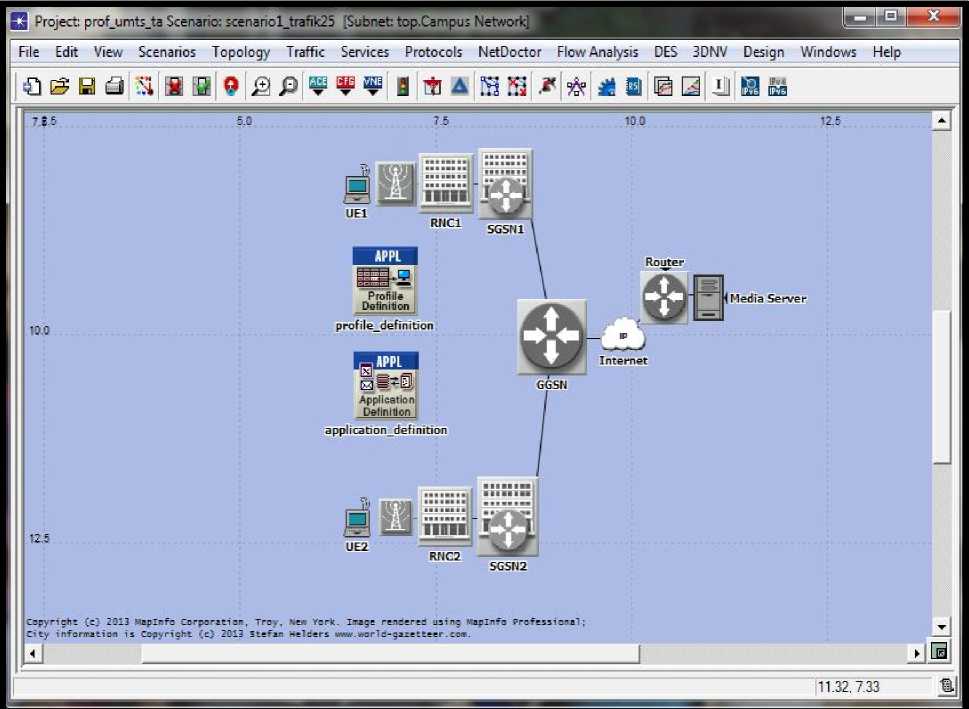 Project: prof_umts_ta Scenario: scenario1_trafik25 [Subnet: top.Campus Network]
File Edit View Scenarios Topology Traffic Services Protocols NetDoctor Flow Analysis DES 3DNV Design Windows Help
ACE CFG VNE
IPv6 IPv4 IPv6
5.0 7.5 10.0 12.5
UE1
RNC1
SGSN1
APPL
Profile
Definition
profile_definition
Router
Media Server
10.0
IP
Internet
GGSN
APPL
Application
Definition
application_definition
12.5
UE2
RNC2
SGSN2
Copyright (c) 2013 MapInfo Corporation, Troy, New York. Image rendered using MapInfo Professional;
City information is Copyright (c) 2013 Stefan Helders www.world-gazetteer.com.
11.32, 7.33